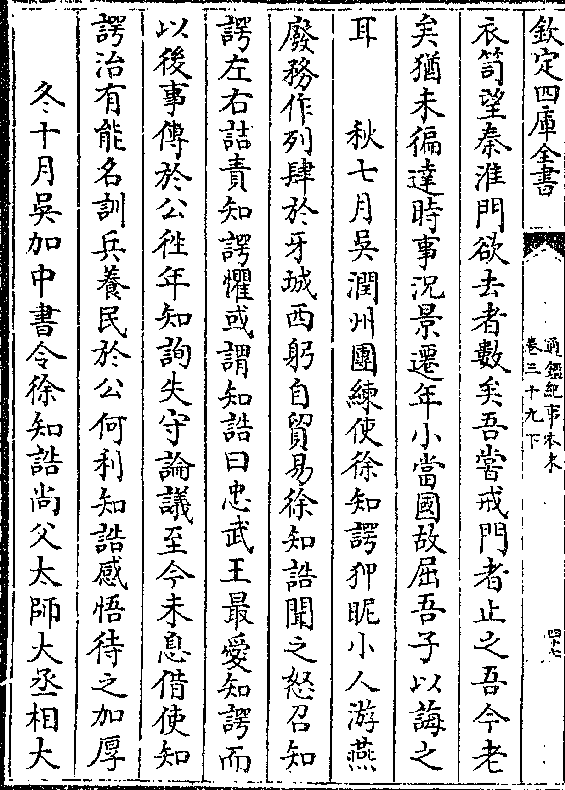 欽定四庫全書
通鑑紀事本末
卷三十九下
四十七
衣笥望秦淮門欲去者數矣吾嘗戒門者止之吾今老
矣猶未徧達時事况景遷年小當國故屈吾子以誨之
耳　秋七月吳潤州團練使徐知諤狎昵小人游燕
廢務作列肆於牙城西躬自貿易徐知誥聞之怒召知
諤左右詰責知諤懼或謂知誥曰忠武王最愛知諤而
以後事傳於公徃年知詢失守論議至今未息借使知
諤治有能名訓兵養民於公何利知誥感悟待之加厚
冬十月吳加中書令徐知誥尚父太師大丞相大